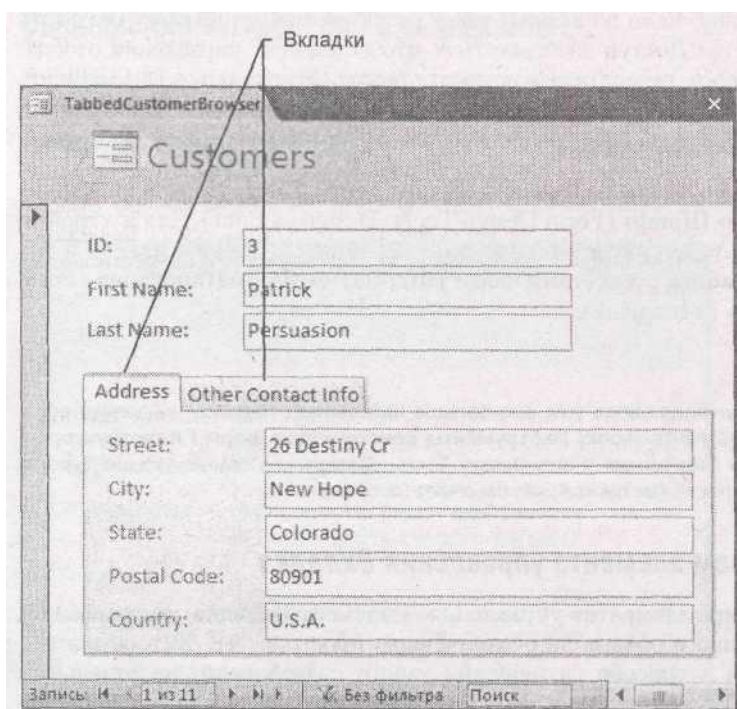 Вкладки
TabbedCustomerBrowser
Customers
ID: 3
First Name: Patrick
Last Name: Persuasion
Address Other Contact Info
Street: 26 Destiny Cr
City: New Hope
State: Colorado
Postal Code: 80901
Country: U.S.A.
Запись: 1 из 11 Без фильтра Поиск